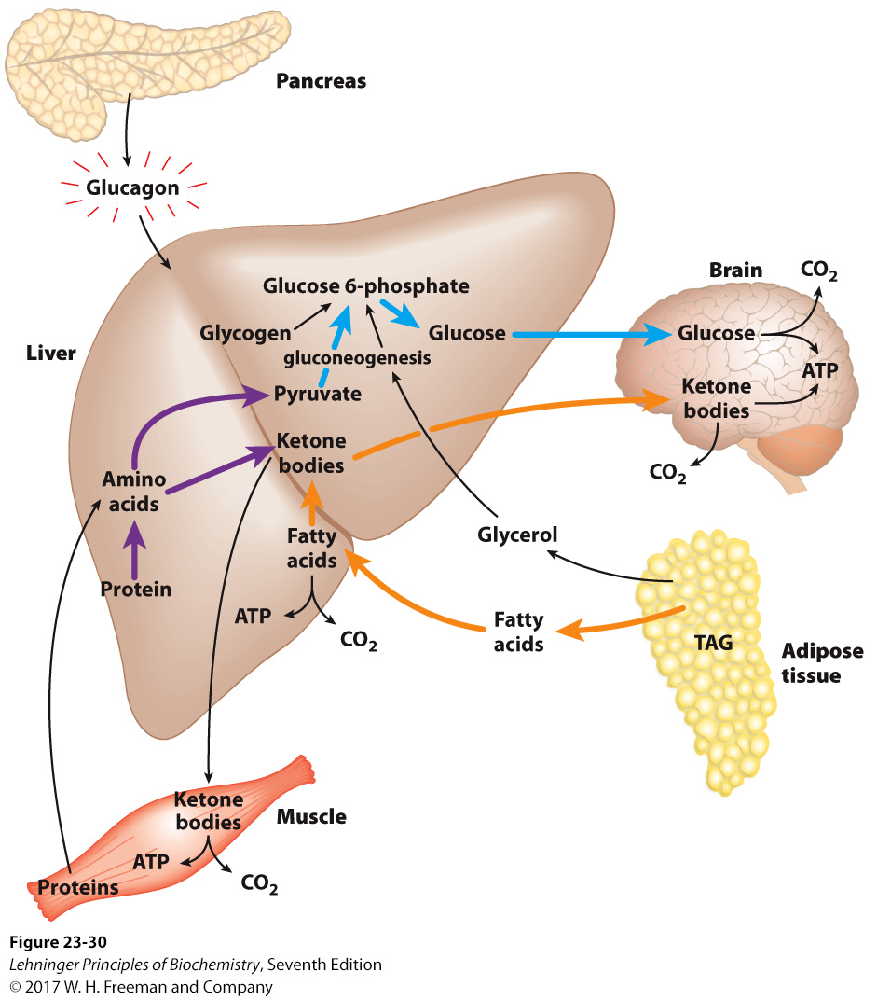 Pancreas
Glucagon
Liver
Glucose 6-phosphate
Glycogen
Glucose
gluconeogenesis
Pyruvate
Ketone
bodies
Amino
acids
Protein
Fatty
acids
ATP
CO₂
Brain
CO₂
Glucose
ATP
Ketone
bodies
CO₂
Glycerol
Fatty
acids
TAG
Adipose
tissue
Ketone
bodies
Muscle
ATP
CO₂
Proteins
Figure 23-30
Lehninger Principles of Biochemistry, Seventh Edition
© 2017 W. H. Freeman and Company